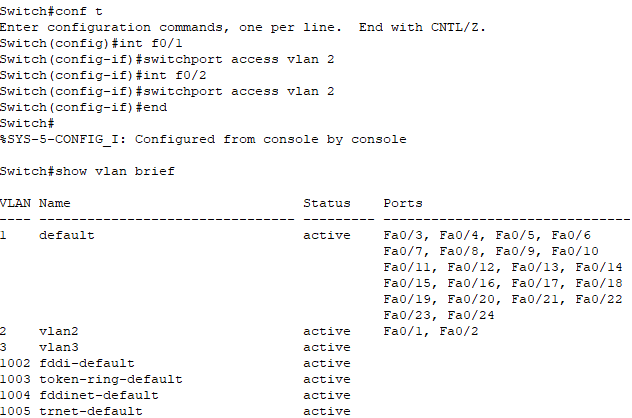 Switch#conf t
Enter configuration commands, one per line.  End with CNTL/Z.
Switch(config)#int f0/1
Switch(config-if)#switchport access vlan 2
Switch(config-if)#int f0/2
Switch(config-if)#switchport access vlan 2
Switch(config-if)#end
Switch#
%SYS-5-CONFIG_I: Configured from console by console
Switch#show vlan brief
VLAN Name                             Status    Ports
---- -------------------------------- --------- -------------------------------
1    default                          active    Fa0/3, Fa0/4, Fa0/5, Fa0/6
                                                Fa0/7, Fa0/8, Fa0/9, Fa0/10
                                                Fa0/11, Fa0/12, Fa0/13, Fa0/14
                                                Fa0/15, Fa0/16, Fa0/17, Fa0/18
                                                Fa0/19, Fa0/20, Fa0/21, Fa0/22
                                                Fa0/23, Fa0/24
2    vlan2                            active    Fa0/1, Fa0/2
3    vlan3                            active
1002 fddi-default                     active
1003 token-ring-default               active
1004 fddinet-default                  active
1005 trnet-default                    active